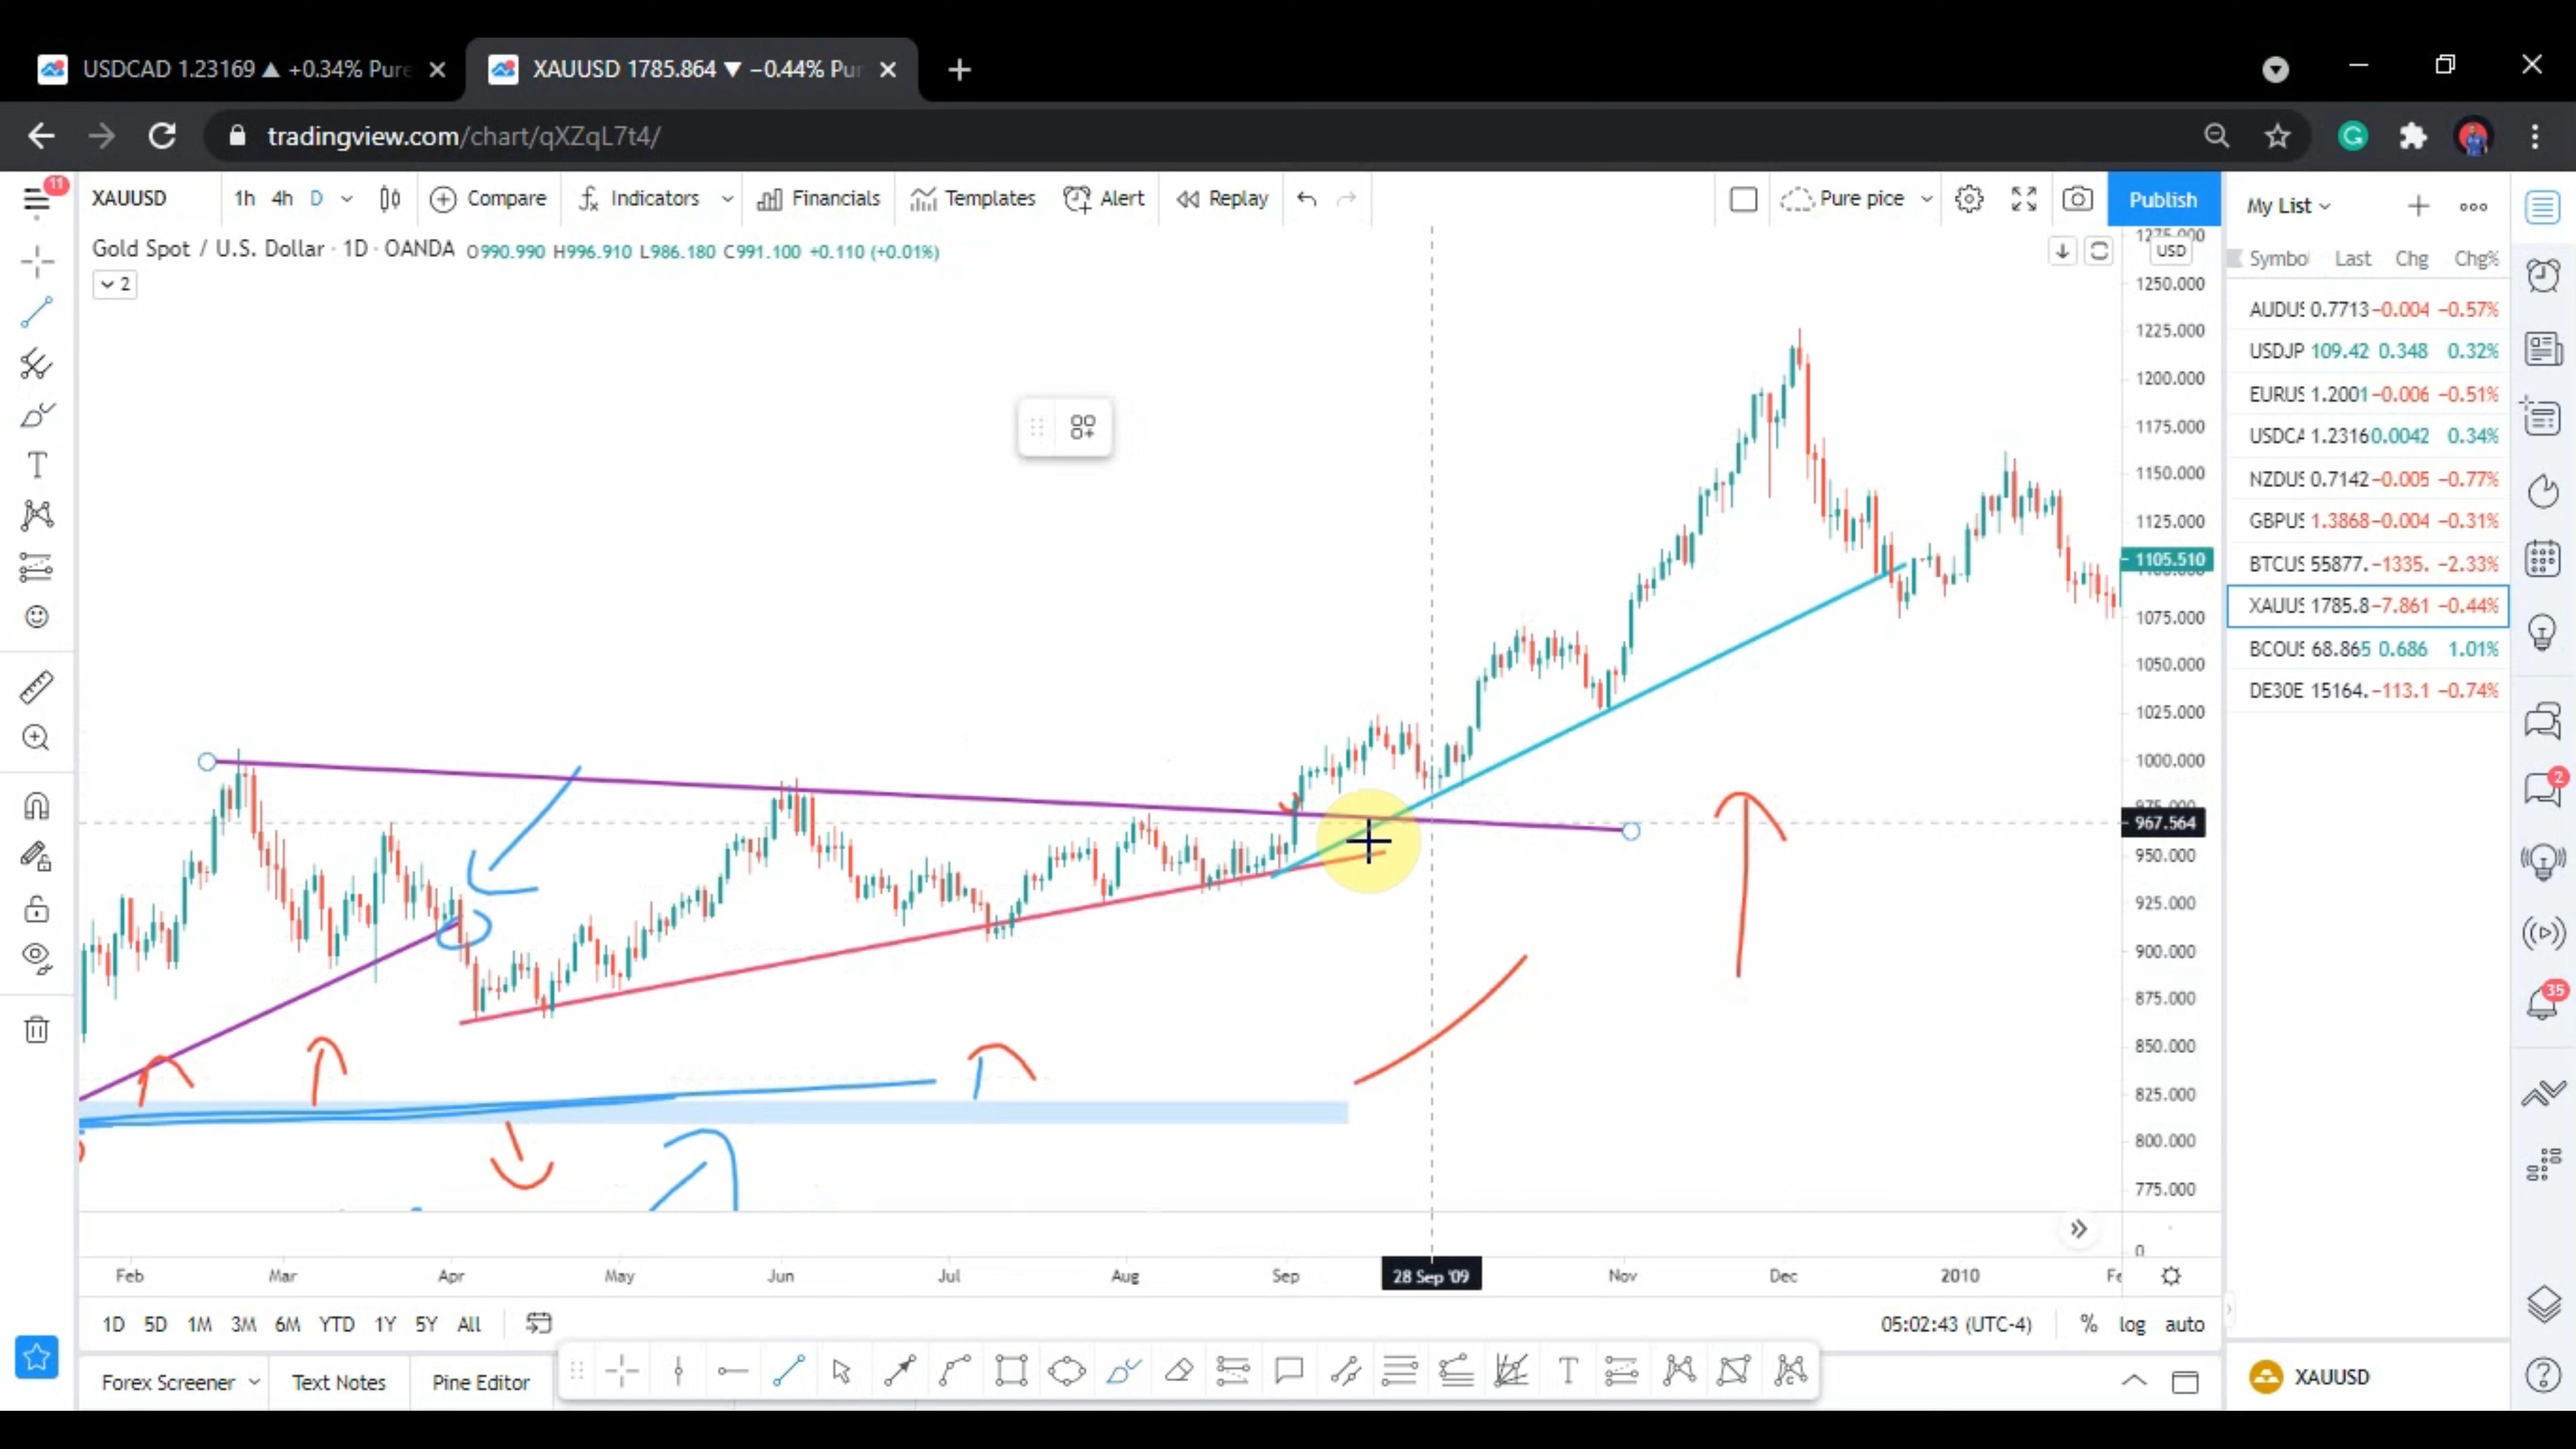 USDCAD 1.23169 ▲ +0.34% Pure
XAUUSD 1785.864 ▼ −0.44% Pur
tradingview.com/chart/qXZqL7t4/
11
XAUUSD 1h 4h D Compare Indicators Financials Templates Alert Replay Pure pice Publish
Gold Spot / U.S. Dollar · 1D · OANDA O990.990 H996.910 L986.180 C991.100 +0.110 (+0.01%)
2
USD
1275.000
1250.000
1225.000
1200.000
1175.000
1150.000
1125.000
1105.510
1075.000
1050.000
1025.000
1000.000
975.000
967.564
950.000
925.000
900.000
875.000
850.000
825.000
800.000
775.000
0
Feb Mar Apr May Jun Jul Aug Sep 28 Sep '09 Nov Dec 2010 Fe
1D 5D 1M 3M 6M YTD 1Y 5Y All
05:02:43 (UTC-4) % log auto
Forex Screener Text Notes Pine Editor
My List
Symbol Last Chg Chg%
AUDUS 0.7713 −0.004 −0.57%
USDJP 109.42 0.348 0.32%
EURUS 1.2001 −0.006 −0.51%
USDCA 1.2316 0.0042 0.34%
NZDUS 0.7142 −0.005 −0.77%
GBPUS 1.3868 −0.004 −0.31%
BTCUS 55877. −1335. −2.33%
XAUUS 1785.8 −7.861 −0.44%
BCOUS 68.865 0.686 1.01%
DE30E 15164. −113.1 −0.74%
XAUUSD
2
35